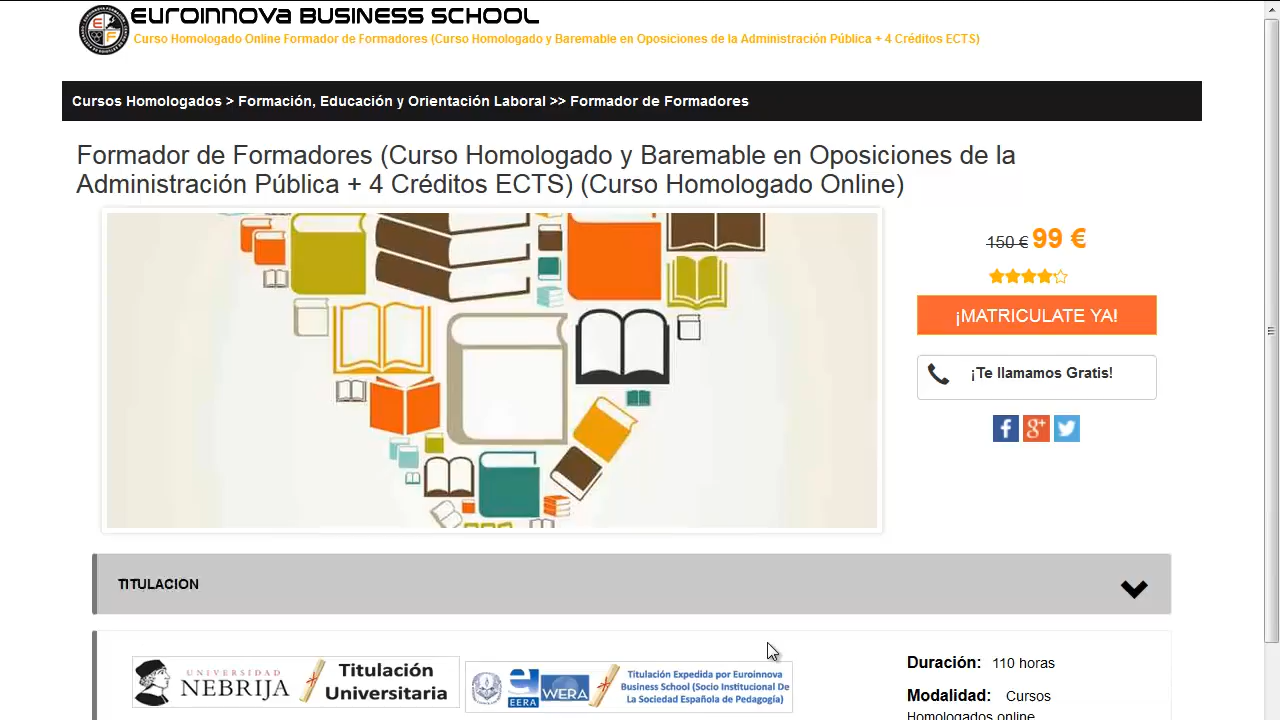 EUROINNOVA BUSINESS SCHOOL
Curso Homologado Online Formador de Formadores (Curso Homologado y Baremable en Oposiciones de la Administración Pública + 4 Créditos ECTS)
Cursos Homologados > Formación, Educación y Orientación Laboral >> Formador de Formadores
Formador de Formadores (Curso Homologado y Baremable en Oposiciones de la
Administración Pública + 4 Créditos ECTS) (Curso Homologado Online)
150 € 99 €
¡MATRICULATE YA!
¡Te llamamos Gratis!
TITULACION
UNIVERSIDAD
NEBRIJA
Titulación
Universitaria
EERA
WERA
Titulación Expedida por Euroinnova
Business School (Socio Institucional De
La Sociedad Española de Pedagogía)
Duración: 110 horas
Modalidad: Cursos
Homologados online